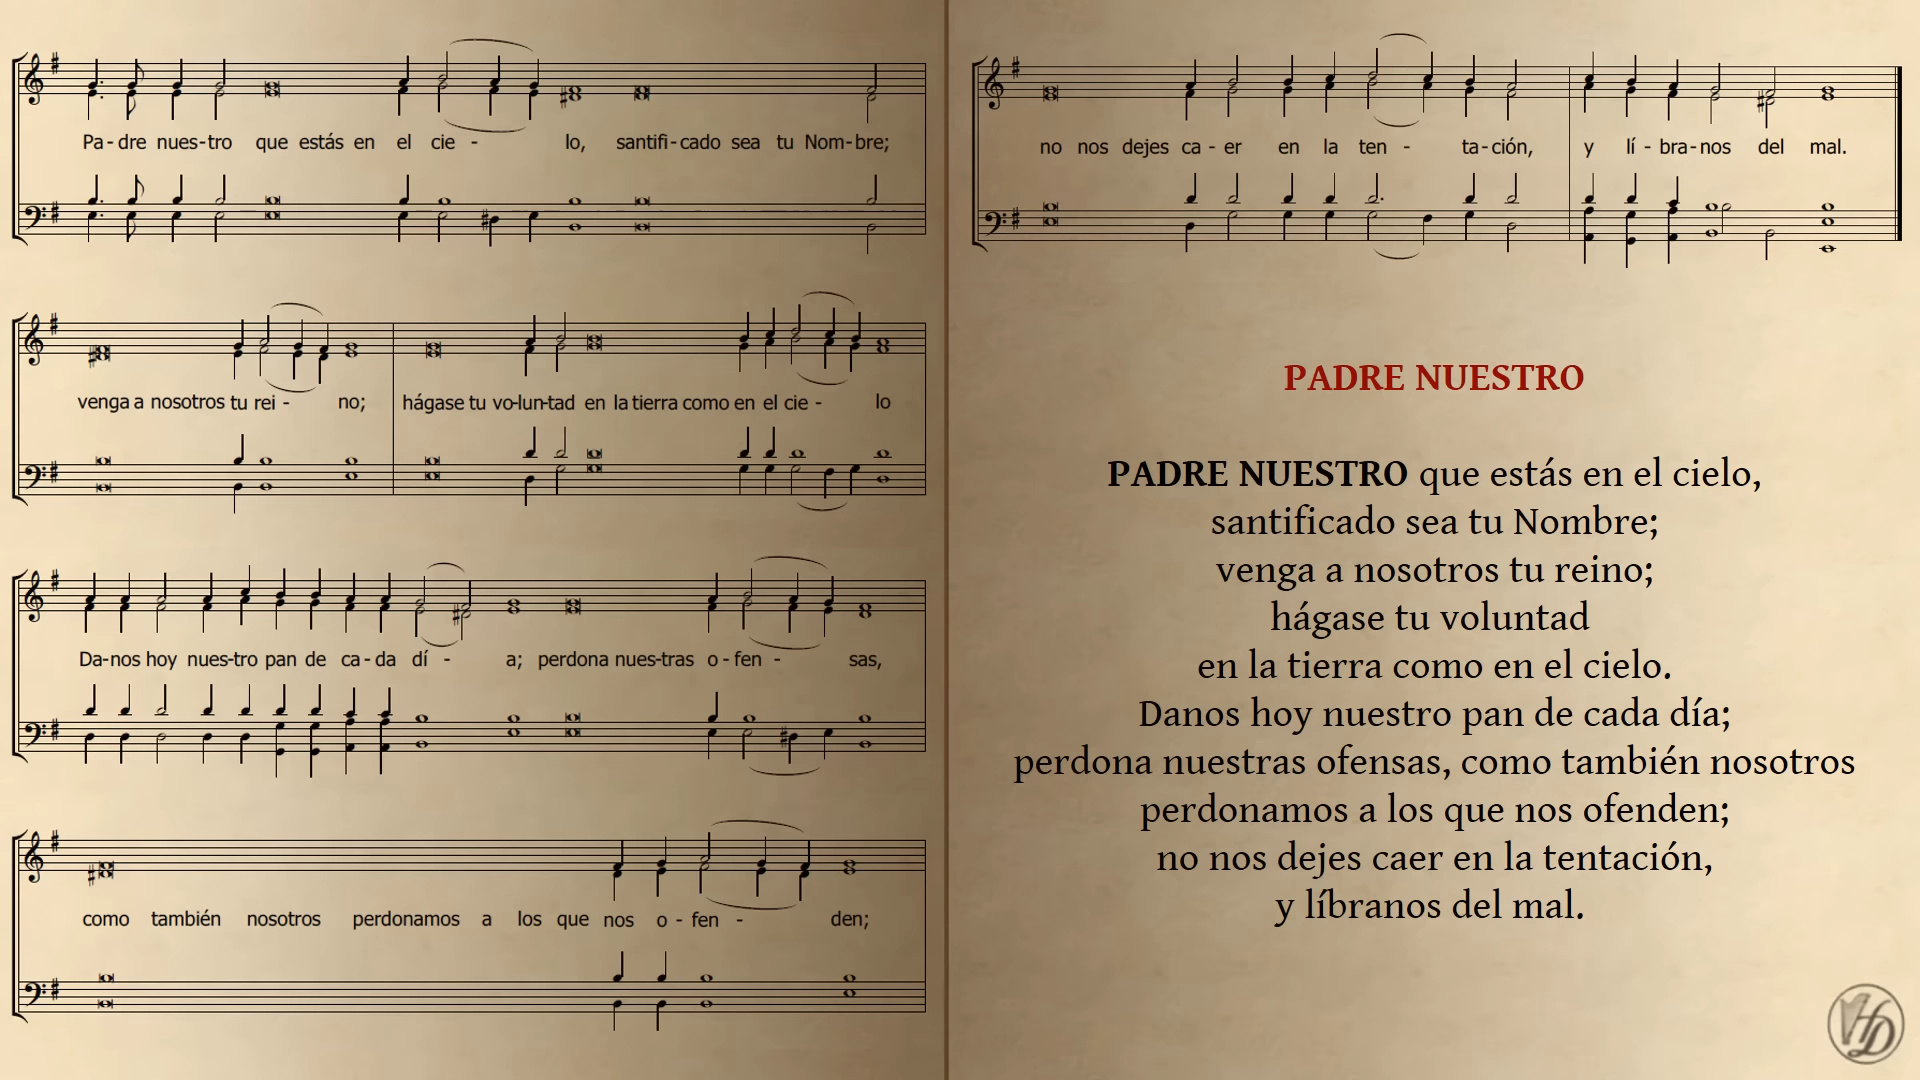 Pa-dre nues-tro que estás en el cie - lo, santifi-cado sea tu Nom-bre;
venga a nosotros tu rei - no; hágase tu vo-lun-tad en la tierra como en el cie - lo
Da-nos hoy nues-tro pan de ca-da dí - a; perdona nues-tras o-fen - sas,
como también nosotros perdonamos a los que nos o-fen - den;
no nos dejes ca-er en la ten - ta-ción, y lí-bra-nos del mal.
PADRE NUESTRO
PADRE NUESTRO que estás en el cielo,
santificado sea tu Nombre;
venga a nosotros tu reino;
hágase tu voluntad
en la tierra como en el cielo.
Danos hoy nuestro pan de cada día;
perdona nuestras ofensas, como también nosotros
perdonamos a los que nos ofenden;
no nos dejes caer en la tentación,
y líbranos del mal.
HD